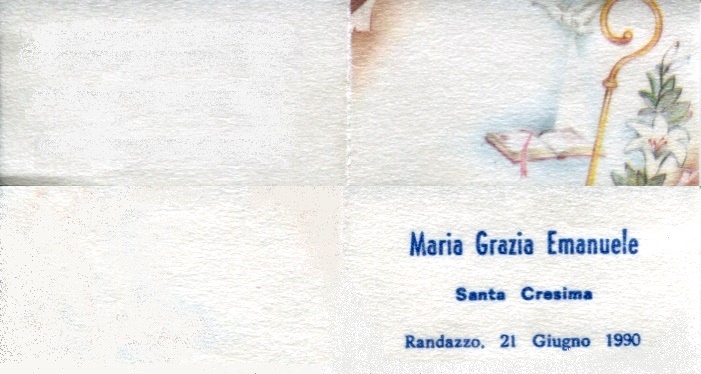 Maria Grazia Emanuele
Santa Cresima
Randazzo, 21 Giugno 1990